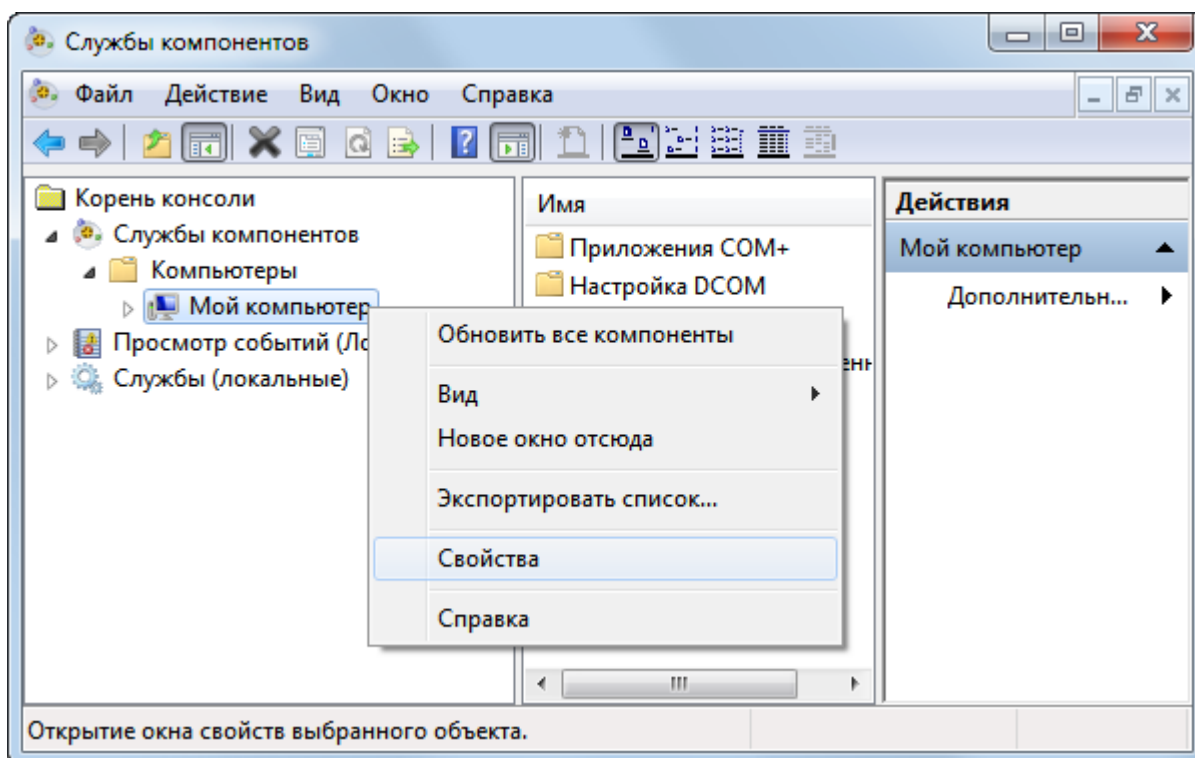 Службы компонентов
Файл Действие Вид Окно Справка
Корень консоли
Службы компонентов
Компьютеры
Мой компьютер
Просмотр событий (Ло
Службы (локальные)
Имя
Приложения COM+
Настройка DCOM
Действия
Мой компьютер
Дополнительн...
Обновить все компоненты
Вид
Новое окно отсюда
Экспортировать список...
Свойства
Справка
Открытие окна свойств выбранного объекта.